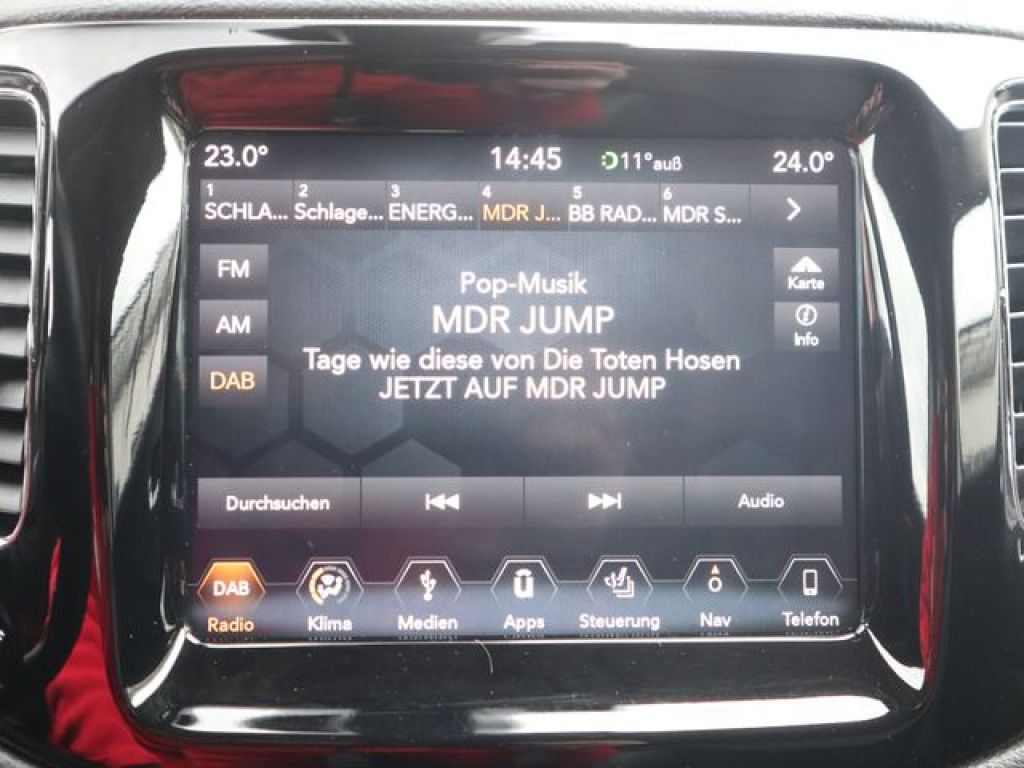 23.0° 14:45 11°auß 24.0°
1 2 3 4 5 6
SCHLA... Schlage... ENERG... MDR J... BB RAD... MDR S...
FM
Karte
Pop-Musik
MDR JUMP
AM
Info
Tage wie diese von Die Toten Hosen
DAB
JETZT AUF MDR JUMP
Durchsuchen Audio
DAB
Radio Klima Medien Apps Steuerung Nav Telefon